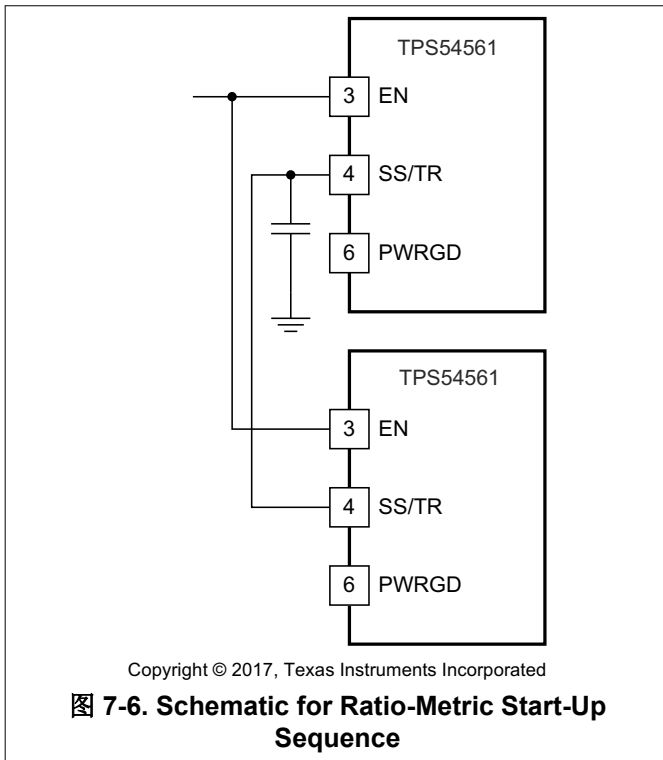 TPS54561
3 EN
4 SS/TR
6 PWRGD
TPS54561
3 EN
4 SS/TR
6 PWRGD
Copyright © 2017, Texas Instruments Incorporated
图 7-6. Schematic for Ratio-Metric Start-Up
Sequence